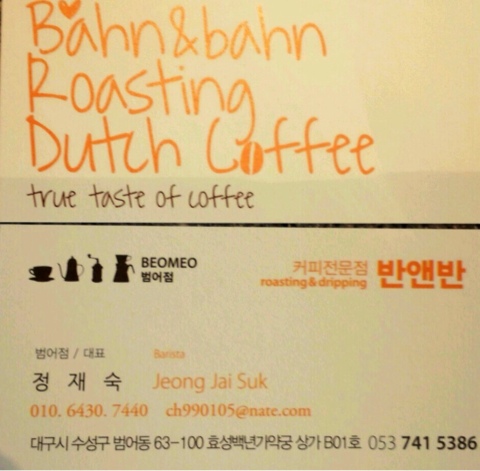 Bahn&bahn
Roasting
Dutch Coffee
true taste of coffee
BEOMEO
범어점
커피전문점 반앤반
roasting&dripping
범어점 / 대표 Barista
정 재 숙 Jeong Jai Suk
010. 6430. 7440 ch990105@nate.com
대구시 수성구 범어동 63-100 효성백년가약궁 상가 B01호 053 741 5386